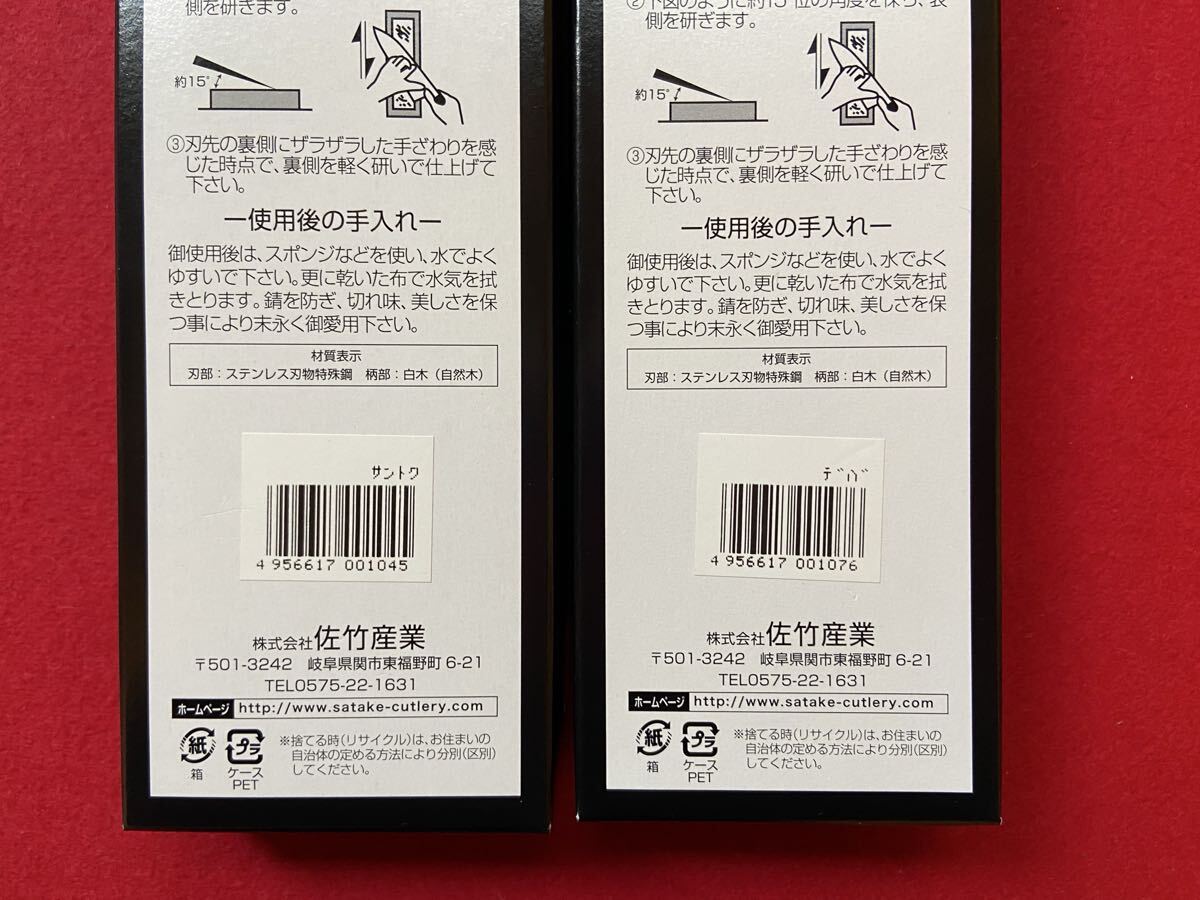 側を研ぎます。
約15°
③刃先の裏側にザラザラした手ざわりを感
じた時点で、裏側を軽く研いで仕上げて
下さい。
ー使用後の手入れー
御使用後は、スポンジなどを使い、水でよく
ゆすいで下さい。更に乾いた布で水気を拭
きとります。錆を防ぎ、切れ味、美しさを保
つ事により末永く御愛用下さい。
材質表示
刃部：ステンレス刃物特殊鋼　柄部：白木（自然木）
サントク
4 956617 001045
株式会社佐竹産業
〒501-3242　岐阜県関市東福野町 6-21
TEL0575-22-1631
ホームページ http://www.satake-cutlery.com
紙
箱
プラ
ケース
PET
※捨てる時（リサイクル）は、お住まいの
自治体の定める方法により分別（区別）
してください。
②下図のように約15°位の角度を保ち、表
側を研ぎます。
約15°
③刃先の裏側にザラザラした手ざわりを感
じた時点で、裏側を軽く研いで仕上げて
下さい。
ー使用後の手入れー
御使用後は、スポンジなどを使い、水でよく
ゆすいで下さい。更に乾いた布で水気を拭
きとります。錆を防ぎ、切れ味、美しさを保
つ事により末永く御愛用下さい。
材質表示
刃部：ステンレス刃物特殊鋼　柄部：白木（自然木）
デバ
4 956617 001076
株式会社佐竹産業
〒501-3242　岐阜県関市東福野町 6-21
TEL0575-22-1631
ホームページ http://www.satake-cutlery.com
紙
箱
プラ
ケース
PET
※捨てる時（リサイクル）は、お住まいの
自治体の定める方法により分別（区別）
してください。